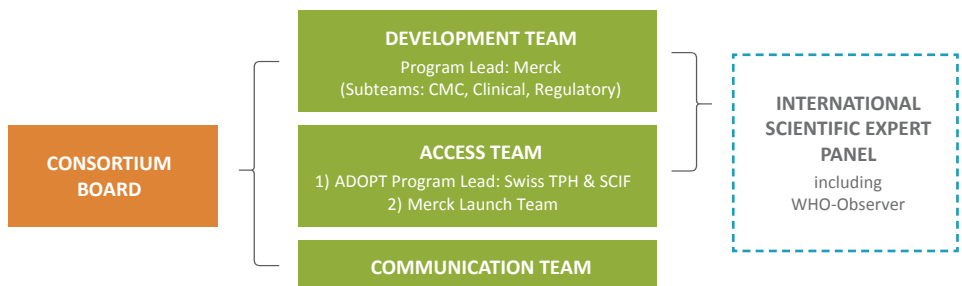 CONSORTIUM
BOARD
DEVELOPMENT TEAM
Program Lead: Merck
(Subteams: CMC, Clinical, Regulatory)
ACCESS TEAM
1) ADOPT Program Lead: Swiss TPH & SCIF
2) Merck Launch Team
COMMUNICATION TEAM
INTERNATIONAL
SCIENTIFIC EXPERT
PANEL
including
WHO-Observer